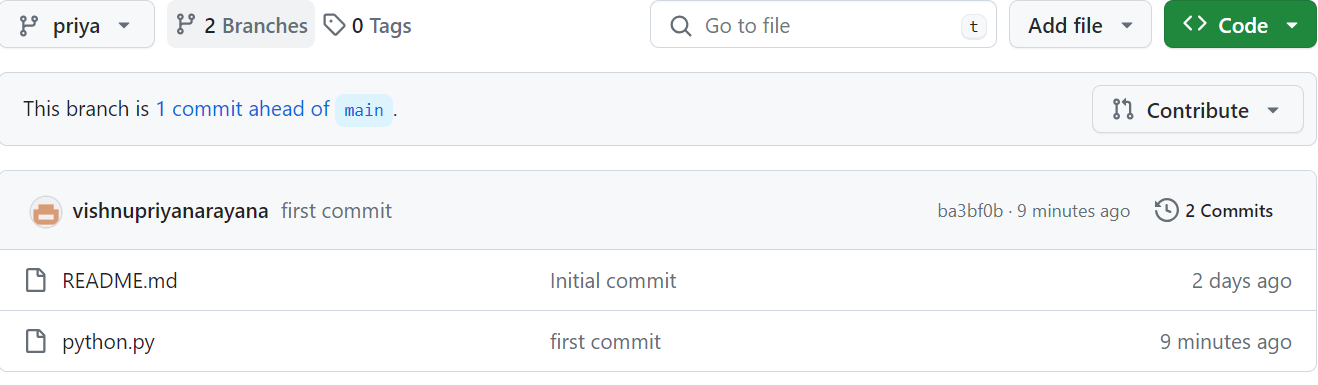 priya 2 Branches 0 Tags Go to file t Add file Code
This branch is 1 commit ahead of main .
Contribute
vishnupriyanarayana first commit ba3bf0b · 9 minutes ago 2 Commits
README.md Initial commit 2 days ago
python.py first commit 9 minutes ago